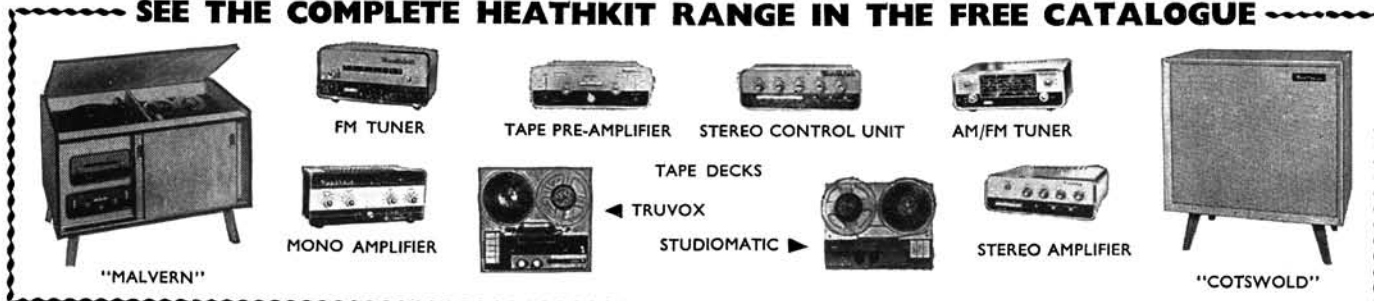 SEE THE COMPLETE HEATHKIT RANGE IN THE FREE CATALOGUE
FM TUNER
TAPE PRE-AMPLIFIER
STEREO CONTROL UNIT
AM/FM TUNER
TAPE DECKS
TRUVOX
MONO AMPLIFIER
STUDIOMATIC
STEREO AMPLIFIER
"MALVERN"
"COTSWOLD"